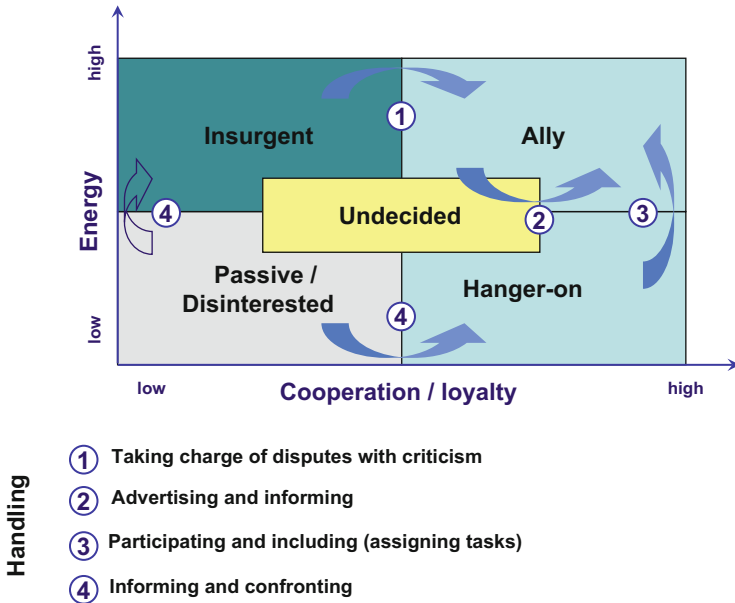 high
Insurgent
1
Ally
Energy
4
Undecided
2
3
Passive /
Disinterested
Hanger-on
low
4
low
Cooperation / loyalty
high
Handling
1 Taking charge of disputes with criticism
2 Advertising and informing
3 Participating and including (assigning tasks)
4 Informing and confronting